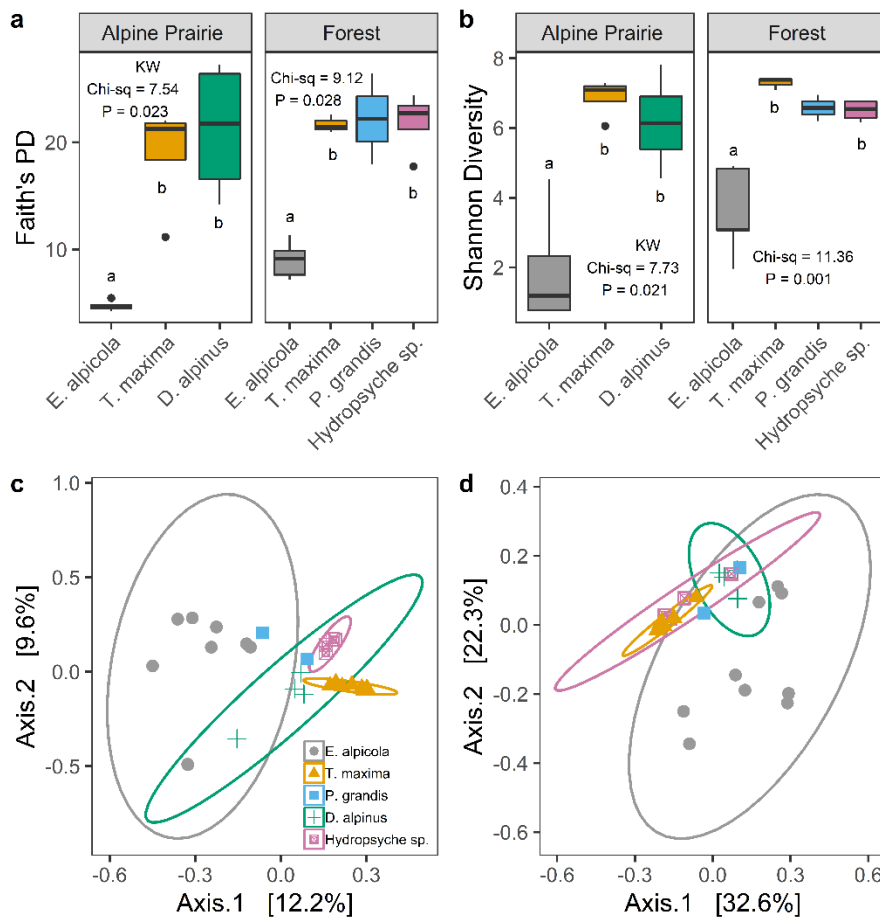 a
Alpine Prairie
Forest
KW
Chi-sq = 7.54
P = 0.023
Chi-sq = 9.12
P = 0.028
Faith's PD
20
10
a
b
b
a
b
b
E. alpicola
T. maxima
D. alpinus
E. alpicola
T. maxima
P. grandis
Hydropsyche sp.
b
Alpine Prairie
Forest
Shannon Diversity
8
6
4
2
a
b
b
a
b
b
KW
Chi-sq = 7.73
P = 0.021
Chi-sq = 11.36
P = 0.001
E. alpicola
T. maxima
D. alpinus
E. alpicola
T. maxima
P. grandis
Hydropsyche sp.
c
1.0
0.5
0.0
-0.5
Axis.2 [9.6%]
E. alpicola
T. maxima
P. grandis
D. alpinus
Hydropsyche sp.
-0.6 -0.3 0.0 0.3
Axis.1 [12.2%]
d
0.4
0.2
0.0
-0.2
-0.4
-0.6
Axis.2 [22.3%]
-0.6 -0.3 0.0 0.3 0.6
Axis.1 [32.6%]